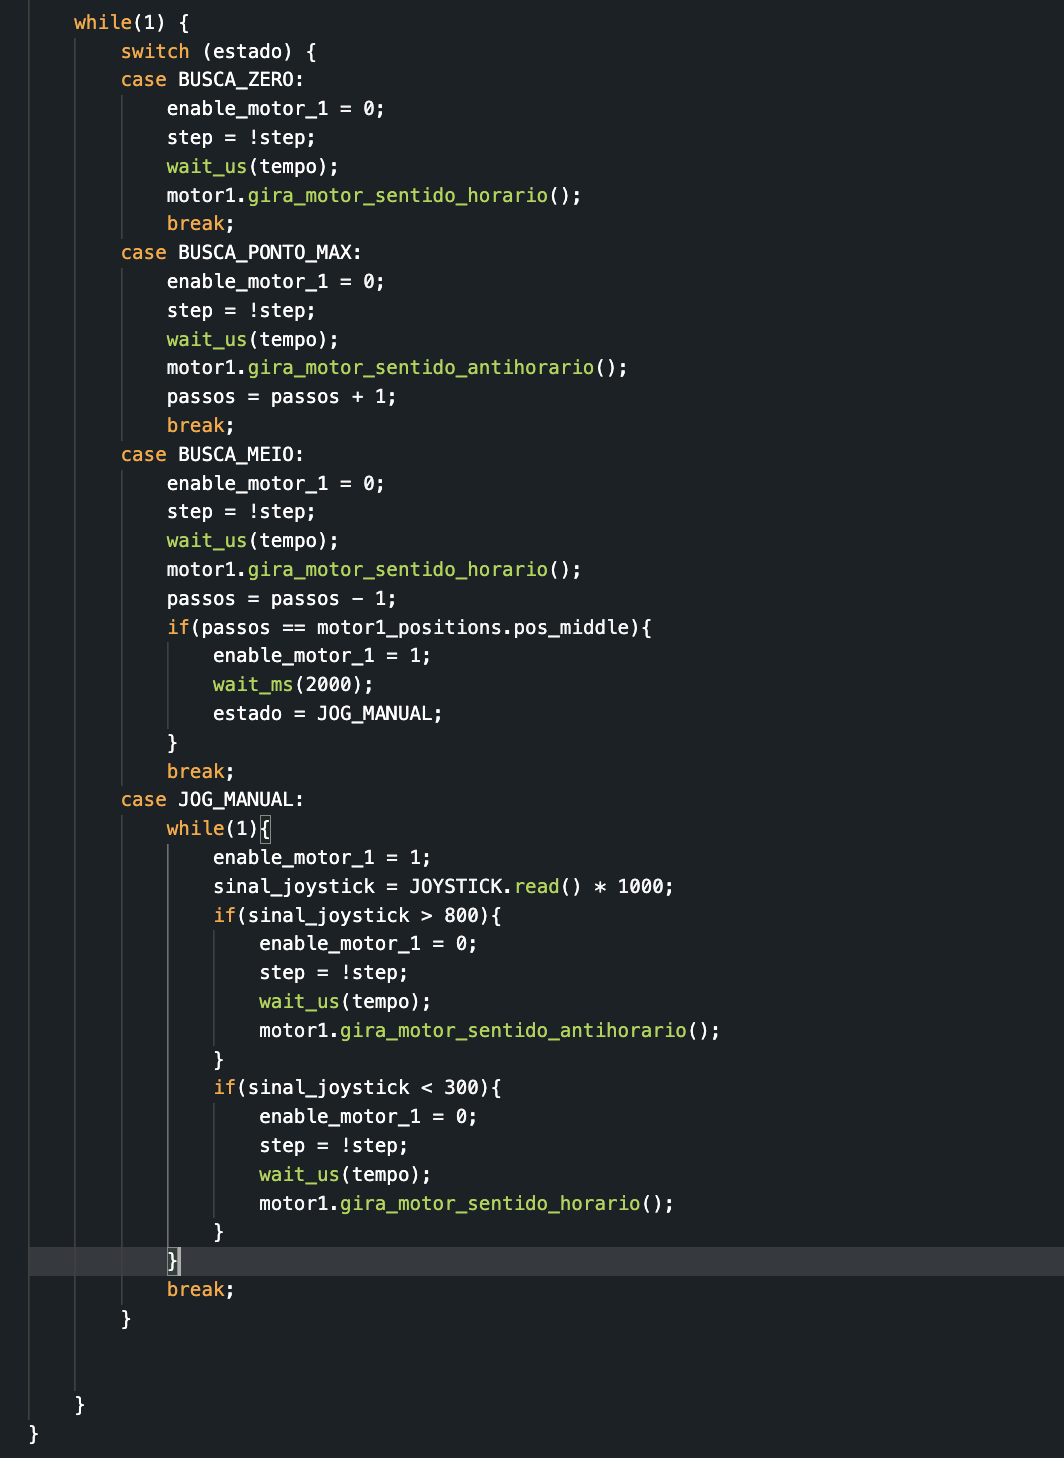 while(1) {
switch (estado) {
case BUSCA_ZERO:
enable_motor_1 = 0;
step = !step;
wait_us(tempo);
motor1.gira_motor_sentido_horario();
break;
case BUSCA_PONTO_MAX:
enable_motor_1 = 0;
step = !step;
wait_us(tempo);
motor1.gira_motor_sentido_antihorario();
passos = passos + 1;
break;
case BUSCA_MEIO:
enable_motor_1 = 0;
step = !step;
wait_us(tempo);
motor1.gira_motor_sentido_horario();
passos = passos - 1;
if(passos == motor1_positions.pos_middle){
enable_motor_1 = 1;
wait_ms(2000);
estado = JOG_MANUAL;
}
break;
case JOG_MANUAL:
while(1){
enable_motor_1 = 1;
sinal_joystick = JOYSTICK.read() * 1000;
if(sinal_joystick > 800){
enable_motor_1 = 0;
step = !step;
wait_us(tempo);
motor1.gira_motor_sentido_antihorario();
}
if(sinal_joystick < 300){
enable_motor_1 = 0;
step = !step;
wait_us(tempo);
motor1.gira_motor_sentido_horario();
}
}
break;
}
}
}